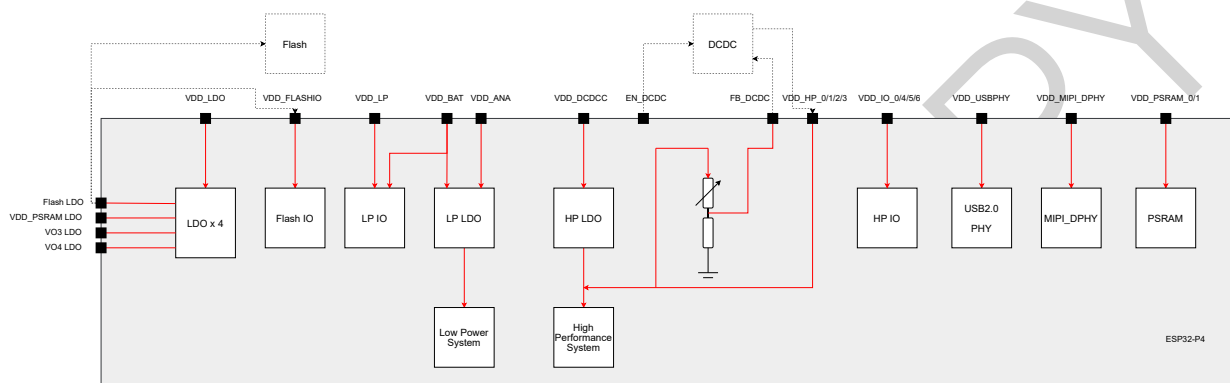 Flash
DCDC
VDD_LDO
VDD_FLASHIO
VDD_LP
VDD_BAT
VDD_ANA
VDD_DCDCC
EN_DCDC
FB_DCDC
VDD_HP_0/1/2/3
VDD_IO_0/4/5/6
VDD_USBPHY
VDD_MIPI_DPHY
VDD_PSRAM_0/1
Flash LDO
VDD_PSRAM LDO
VO3 LDO
VO4 LDO
LDO x 4
Flash IO
LP IO
LP LDO
HP LDO
HP IO
USB2.0
PHY
MIPI_DPHY
PSRAM
Low Power
System
High
Performance
System
ESP32-P4